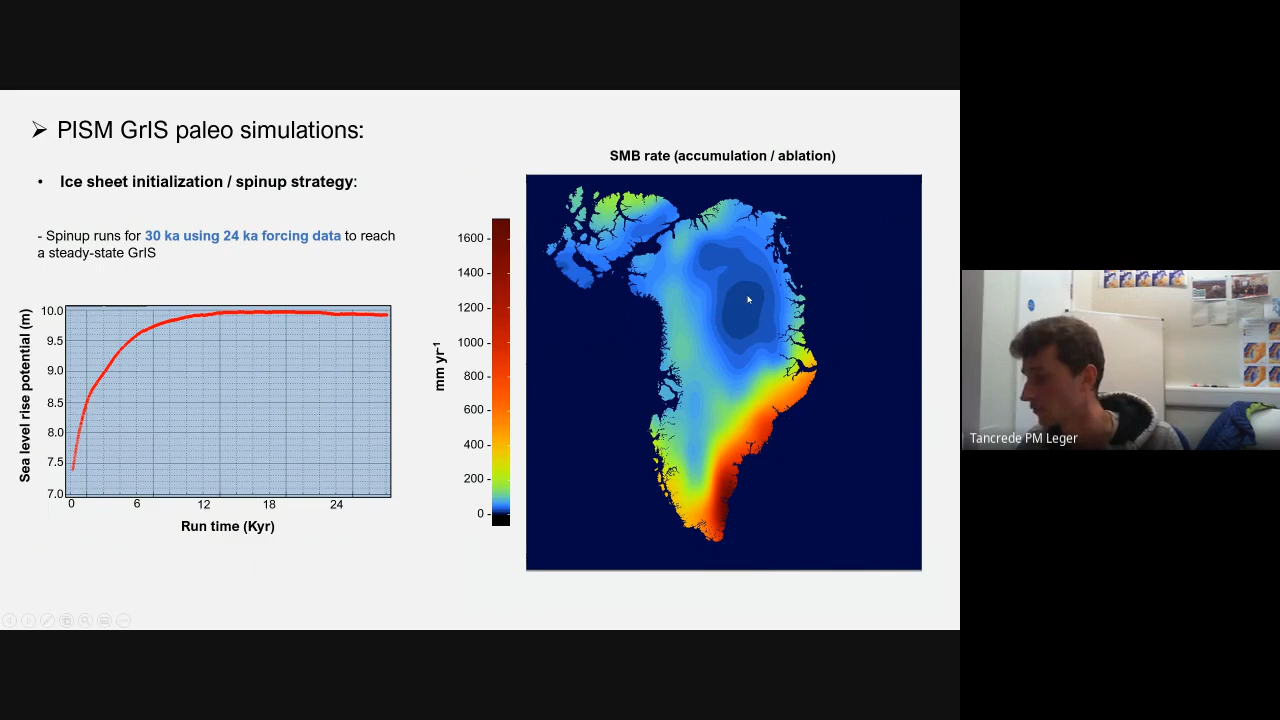 PISM GrIS paleo simulations:
SMB rate (accumulation / ablation)
Ice sheet initialization / spinup strategy:
- Spinup runs for 30 ka using 24 ka forcing data to reach
a steady-state GrIS
Sea level rise potential (m)
10.0
9.5
9.0
8.5
8.0
7.5
7.0
0 6 12 18 24
Run time (Kyr)
mm yr⁻¹
1600
1400
1200
1000
800
600
400
200
0
Tancrede PM Leger